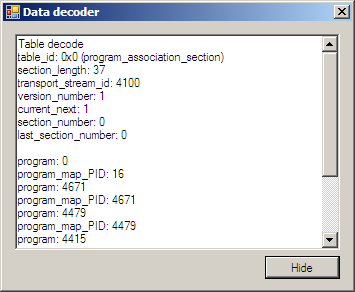 Data decoder
Table decode
table_id: 0x0 (program_association_section)
section_length: 37
transport_stream_id: 4100
version_number: 1
current_next: 1
section_number: 0
last_section_number: 0
program: 0
program_map_PID: 16
program: 4671
program_map_PID: 4671
program: 4479
program_map_PID: 4479
program: 4415
Hide